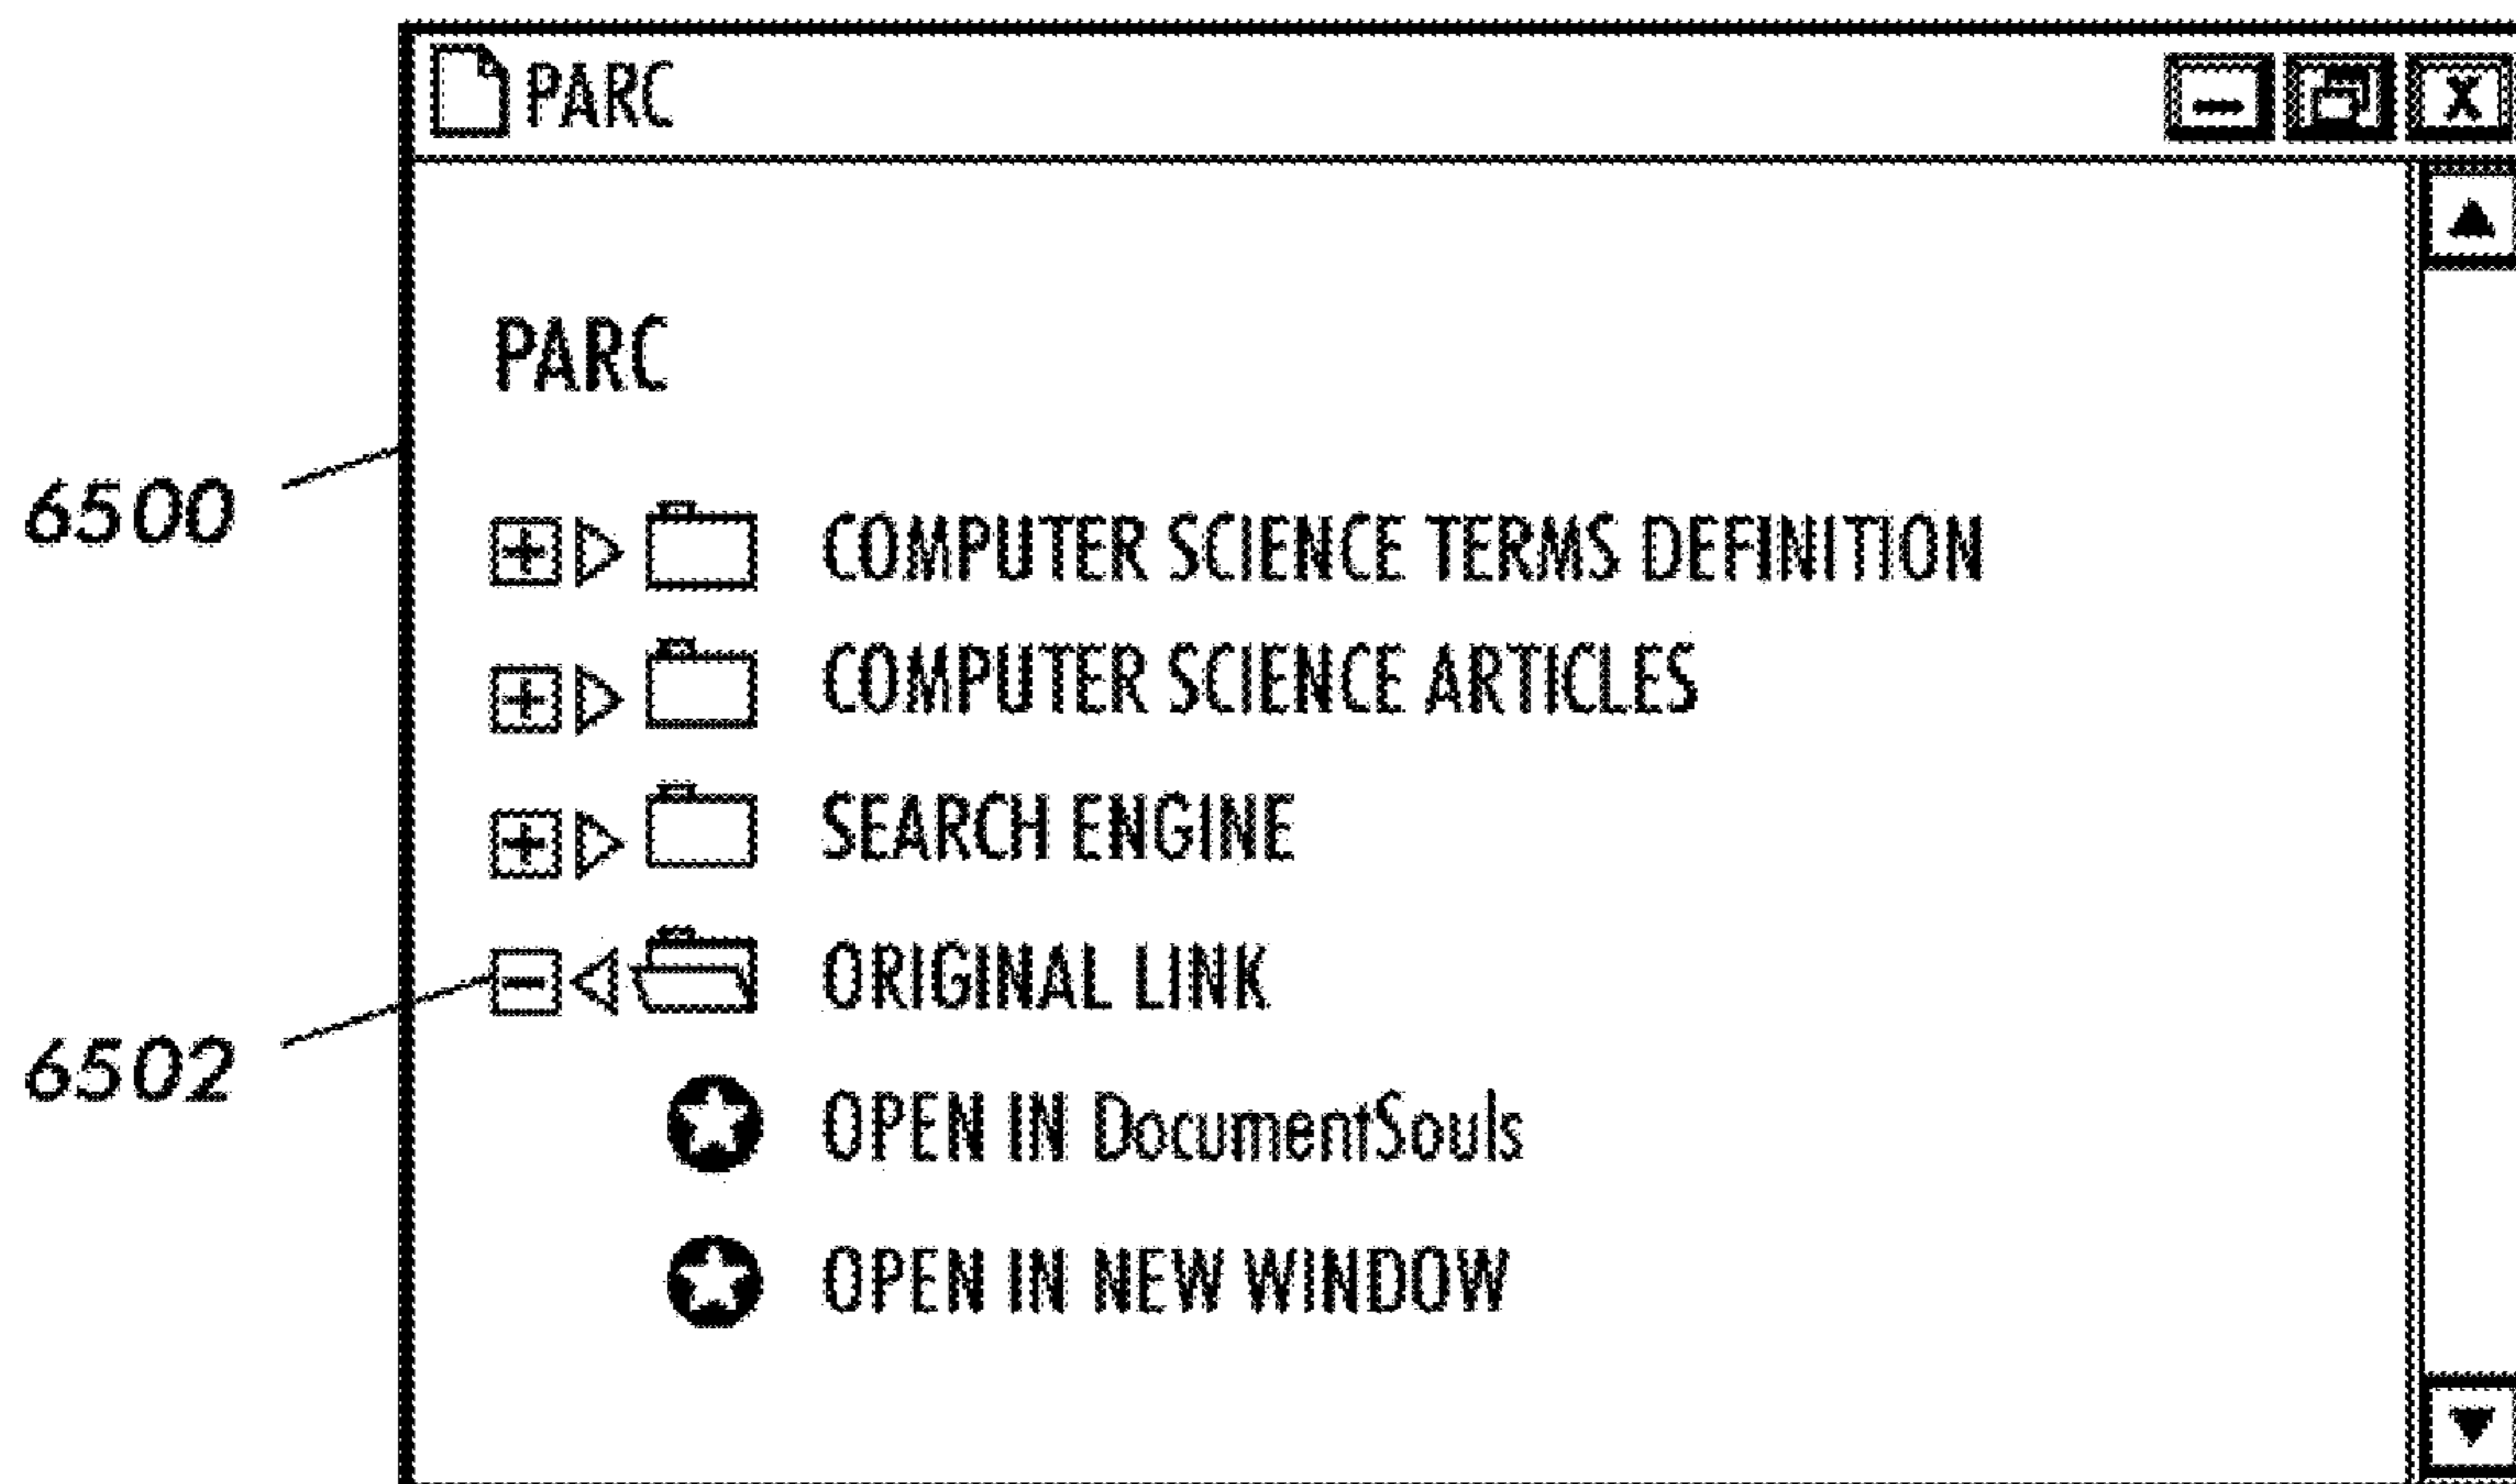 PARC
PARC
6500
COMPUTER SCIENCE TERMS DEFINITION
COMPUTER SCIENCE ARTICLES
SEARCH ENGINE
ORIGINAL LINK
6502
OPEN IN DocumentSouls
OPEN IN NEW WINDOW